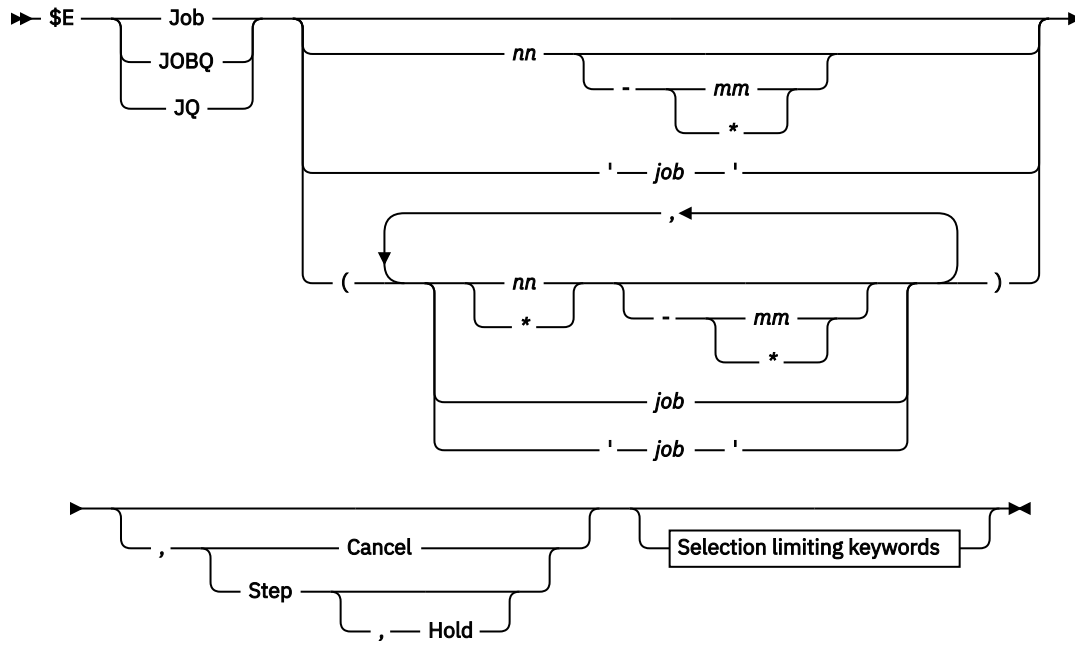 $E Job
JOBQ
JQ
nn
- mm
*
' job '
,
( nn )
*
- mm
*
job
' job '
, Cancel
Step
, Hold
Selection limiting keywords